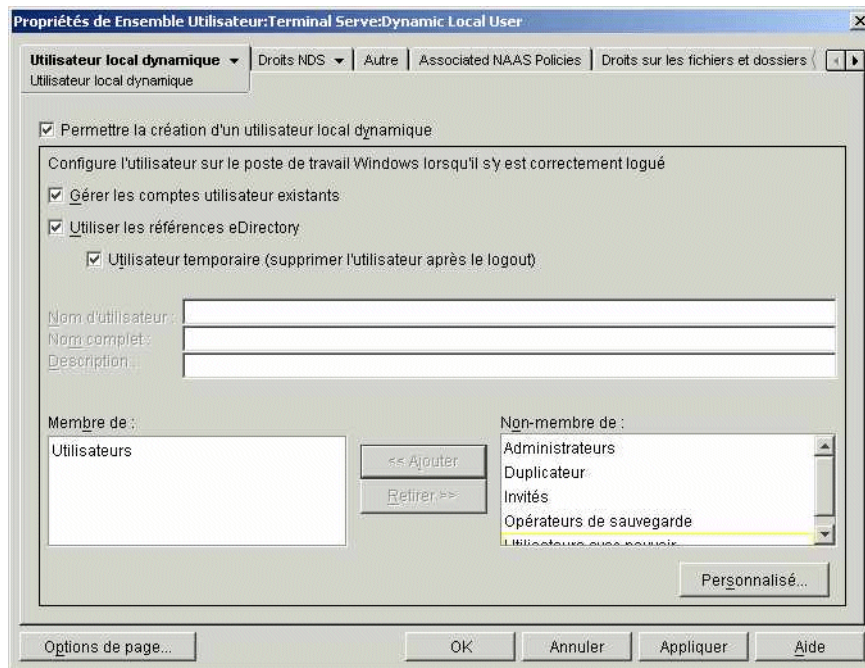 Propriétés de Ensemble Utilisateur:Terminal Serve:Dynamic Local User
Utilisateur local dynamique
Droits NDS
Autre
Associated NAAS Policies
Droits sur les fichiers et dossiers
Utilisateur local dynamique
Permettre la création d'un utilisateur local dynamique
Configure l'utilisateur sur le poste de travail Windows lorsqu'il s'y est correctement logué
Gérer les comptes utilisateur existants
Utiliser les références eDirectory
Utilisateur temporaire (supprimer l'utilisateur après le logout)
Nom d'utilisateur :
Nom complet :
Description :
Membre de :
Utilisateurs
<< Ajouter
Retirer >>
Non-membre de :
Administrateurs
Duplicateur
Invités
Opérateurs de sauvegarde
Utilisateurs avec pouvoir
Personnalisé...
Options de page...
OK
Annuler
Appliquer
Aide